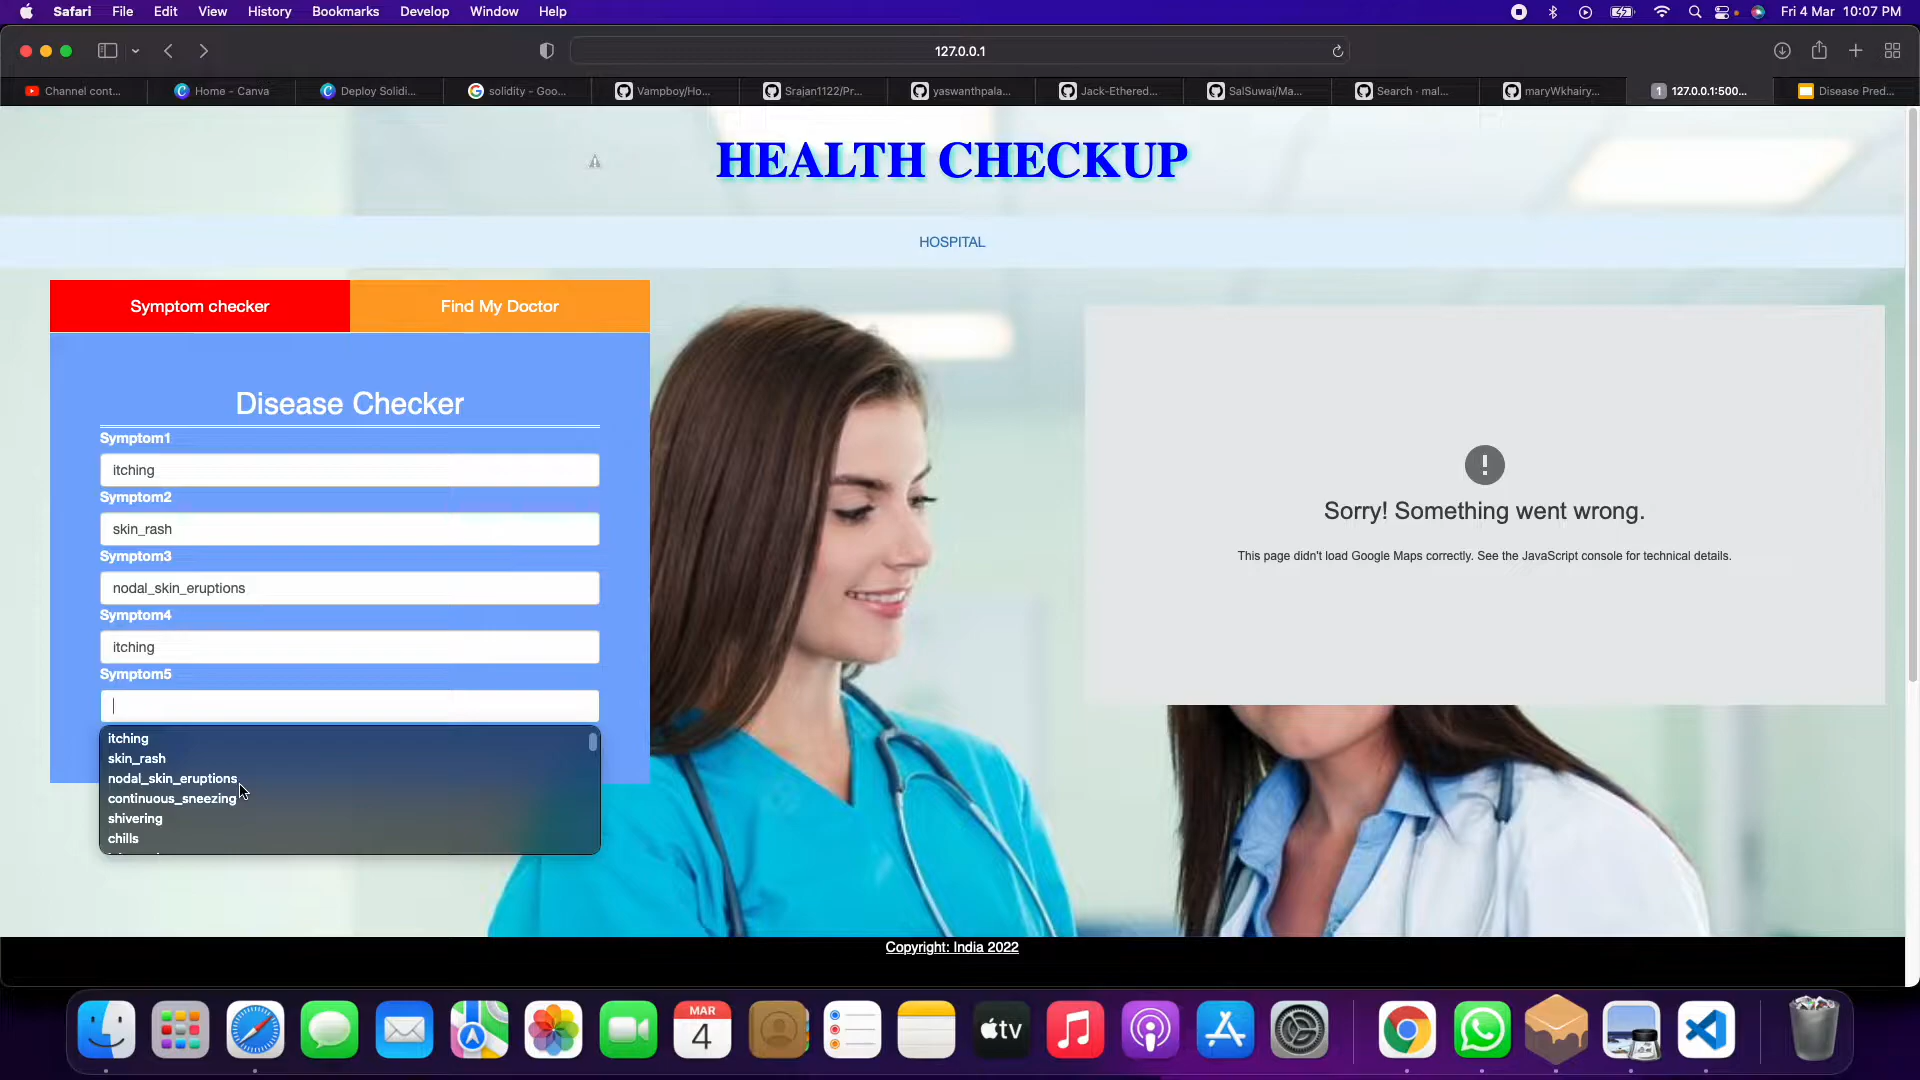 Safari File Edit View History Bookmarks Develop Window Help Fri 4 Mar 10:07 PM
127.0.0.1
Channel cont... Home – Canva Deploy Solidi... solidity - Goo... Vampboy/Ho... Srajan1122/Pr... yaswanthpala... Jack-Ethered... SalSuwai/Ma... Search · mal... maryWkhairy... 1 127.0.0.1:500... Disease Pred...
HEALTH CHECKUP
HOSPITAL
Symptom checker Find My Doctor
Disease Checker
Symptom1
itching
Symptom2
skin_rash
Symptom3
nodal_skin_eruptions
Symptom4
itching
Symptom5
itching
skin_rash
nodal_skin_eruptions
continuous_sneezing
shivering
chills
!
Sorry! Something went wrong.
This page didn't load Google Maps correctly. See the JavaScript console for technical details.
Copyright: India 2022
MAR
4
tv